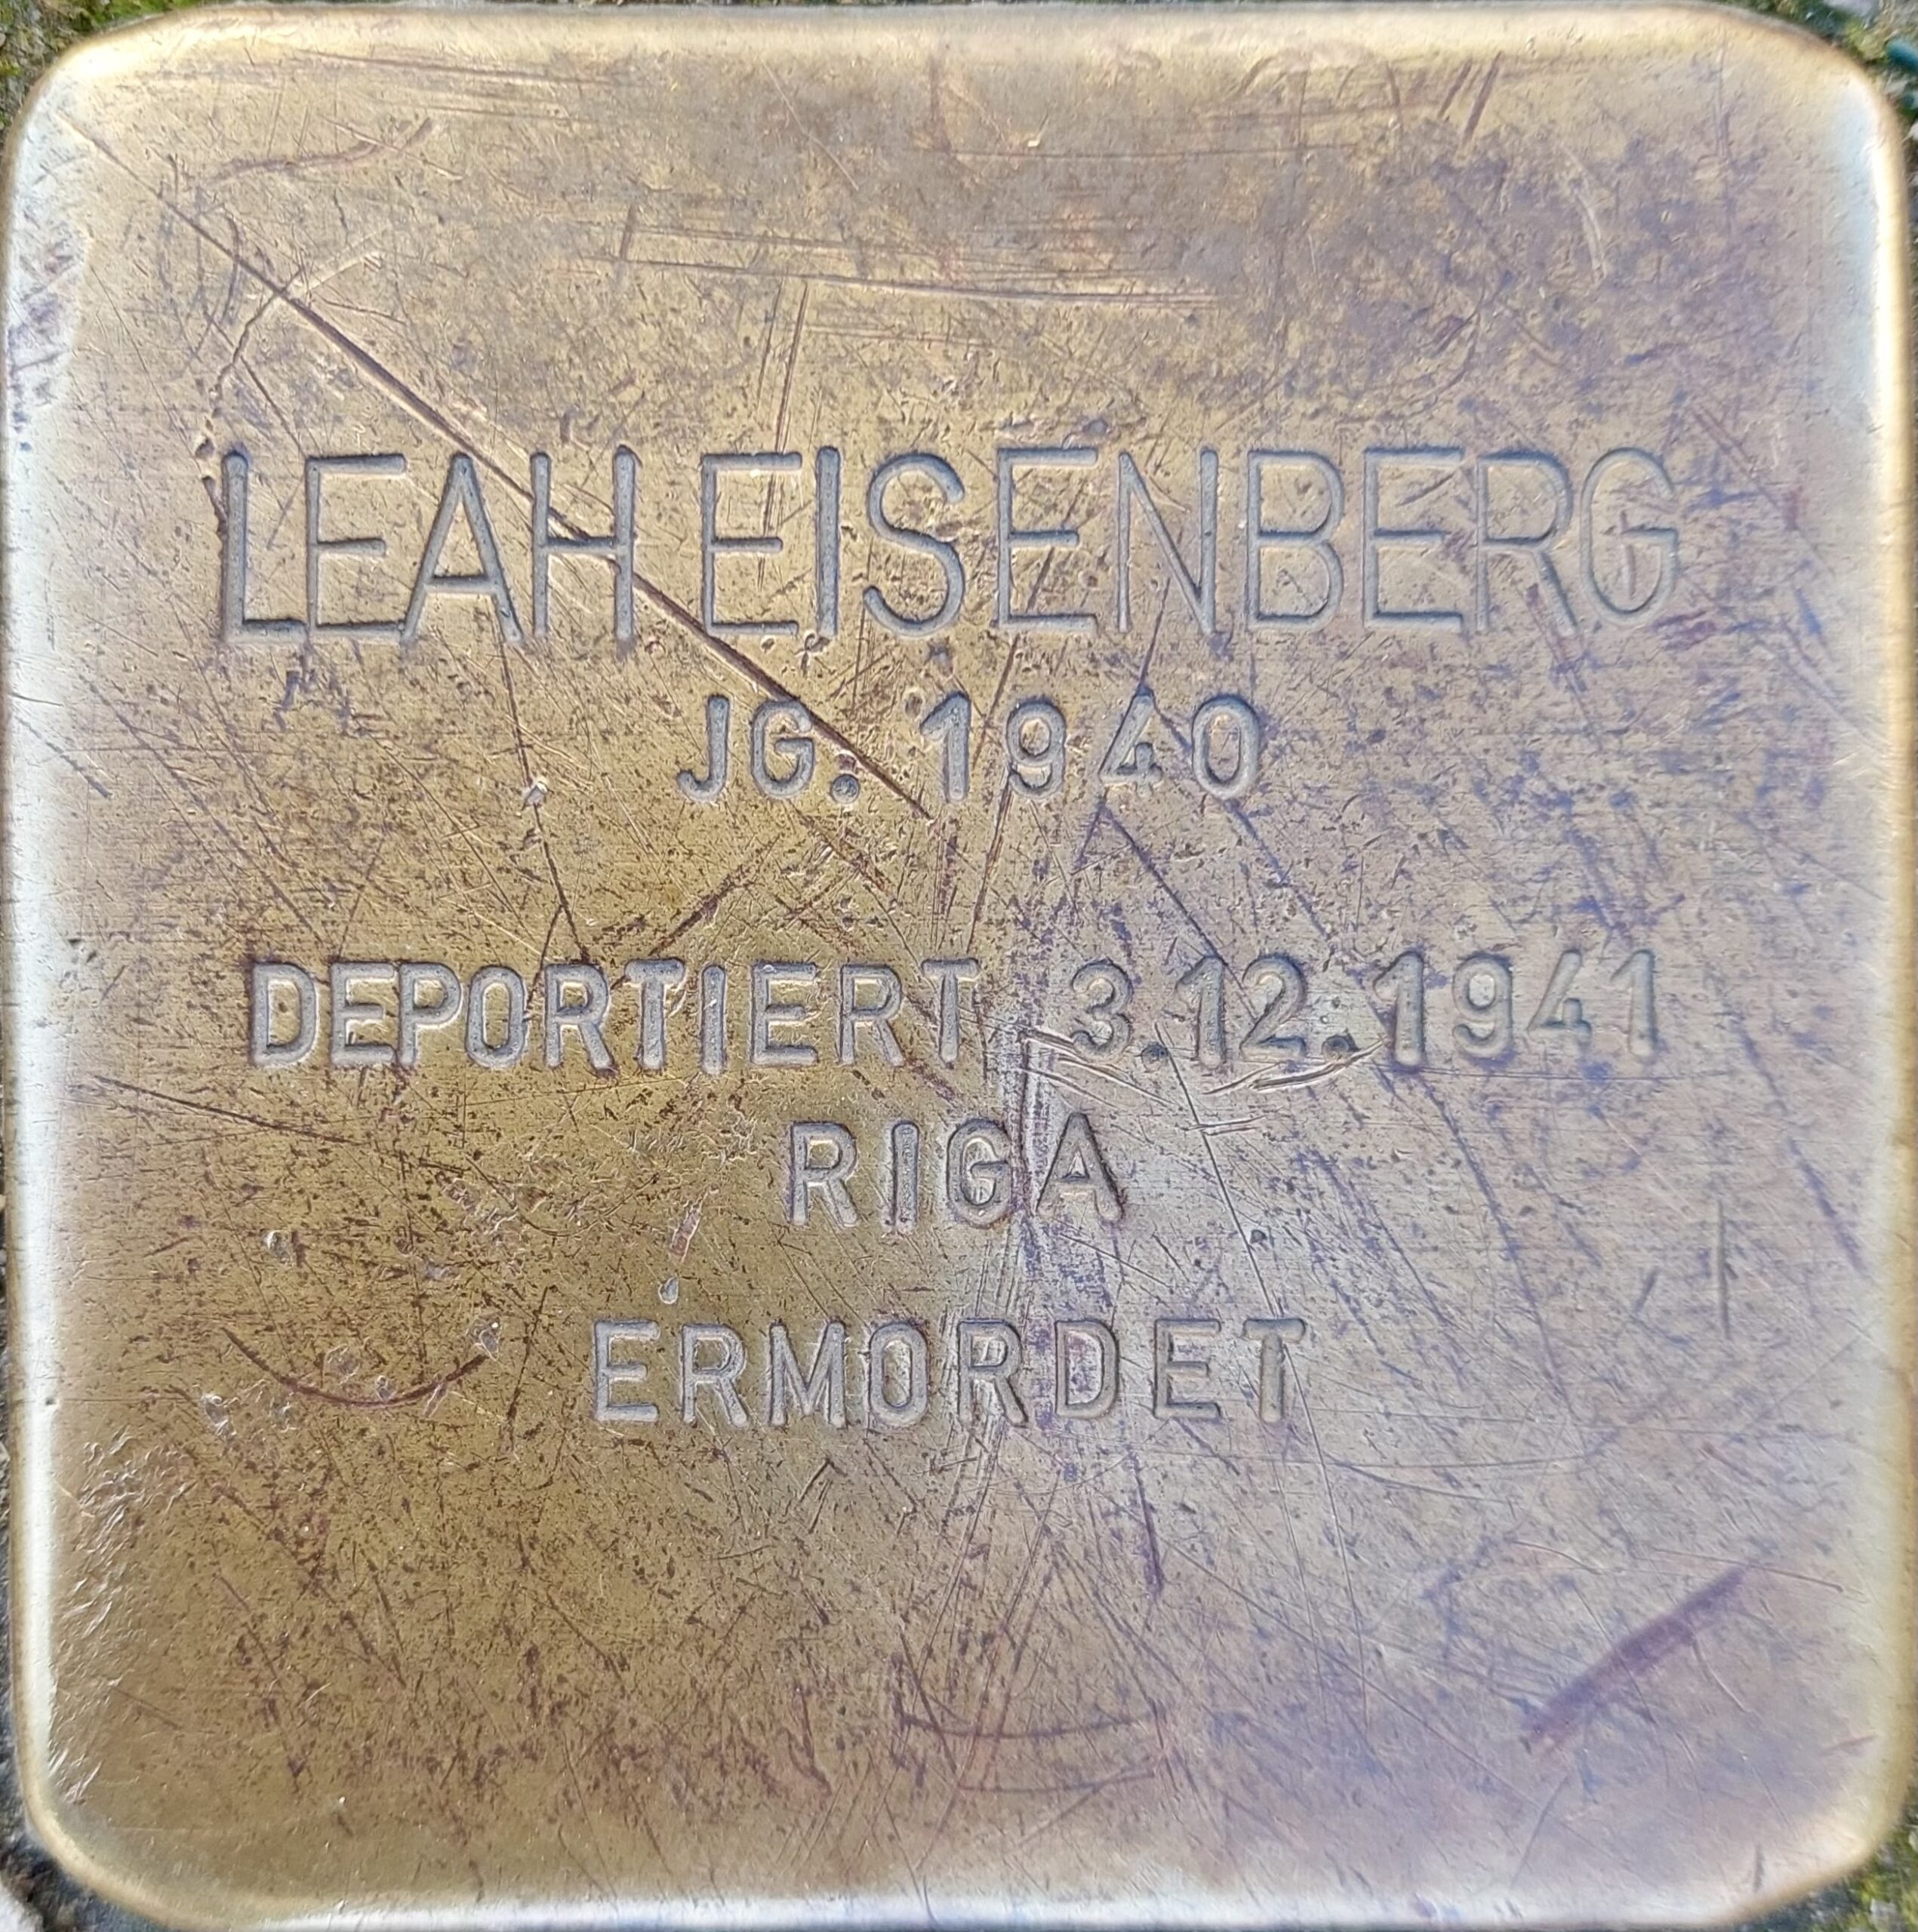 LEAH EISENBERG
JG. 1940
DEPORTIERT 3.12.1941
RIGA
ERMORDET